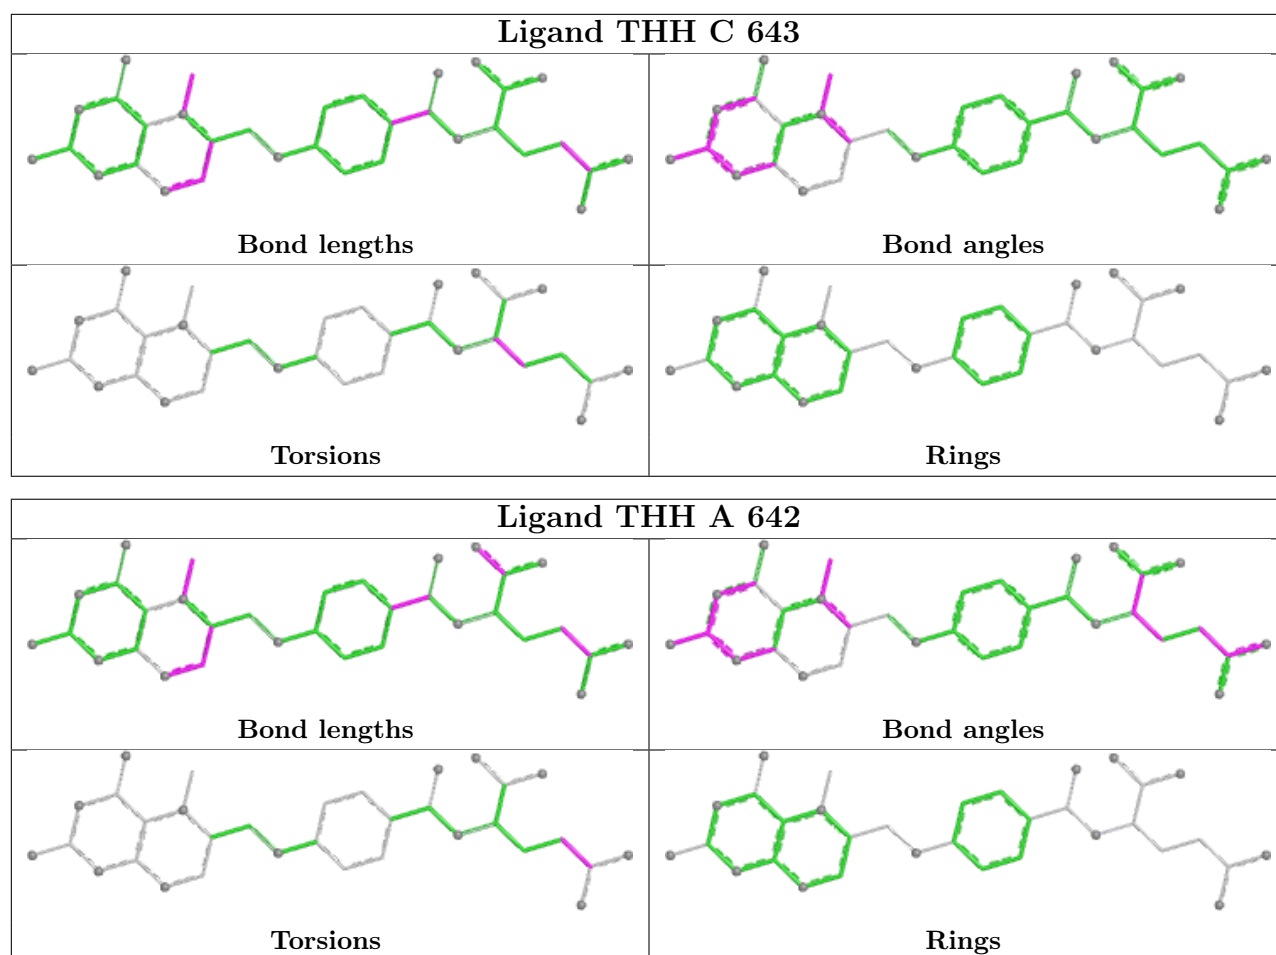 Ligand THH C 643
Bond lengths
Bond angles
Torsions
Rings
Ligand THH A 642
Bond lengths
Bond angles
Torsions
Rings